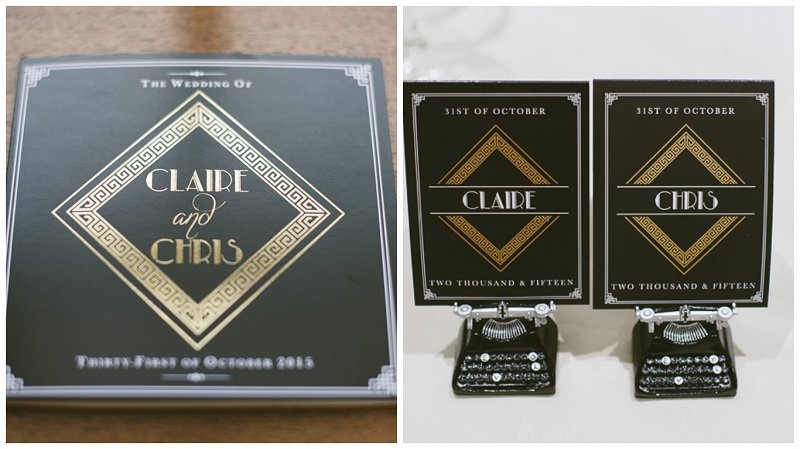 THE WEDDING OF
CLAIRE
and
CHRIS
THIRTY-FIRST OF OCTOBER 2015
31ST OF OCTOBER
CLAIRE
TWO THOUSAND & FIFTEEN
31ST OF OCTOBER
CHRIS
TWO THOUSAND & FIFTEEN